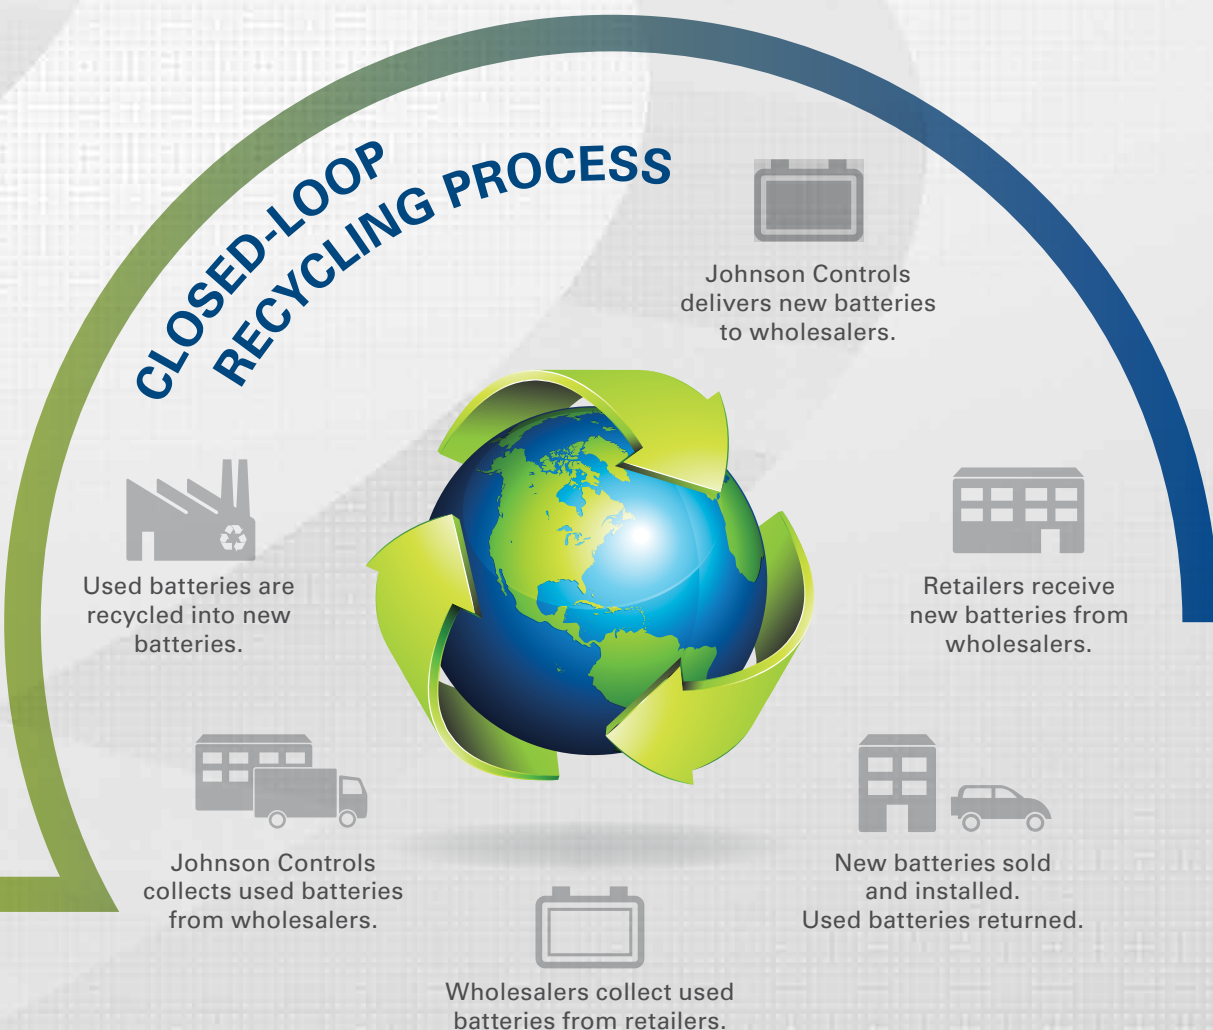 CLOSED-LOOP
RECYCLING PROCESS
Johnson Controls
delivers new batteries
to wholesalers.
Retailers receive
new batteries from
wholesalers.
New batteries sold
and installed.
Used batteries returned.
Wholesalers collect used
batteries from retailers.
Johnson Controls
collects used batteries
from wholesalers.
Used batteries are
recycled into new
batteries.